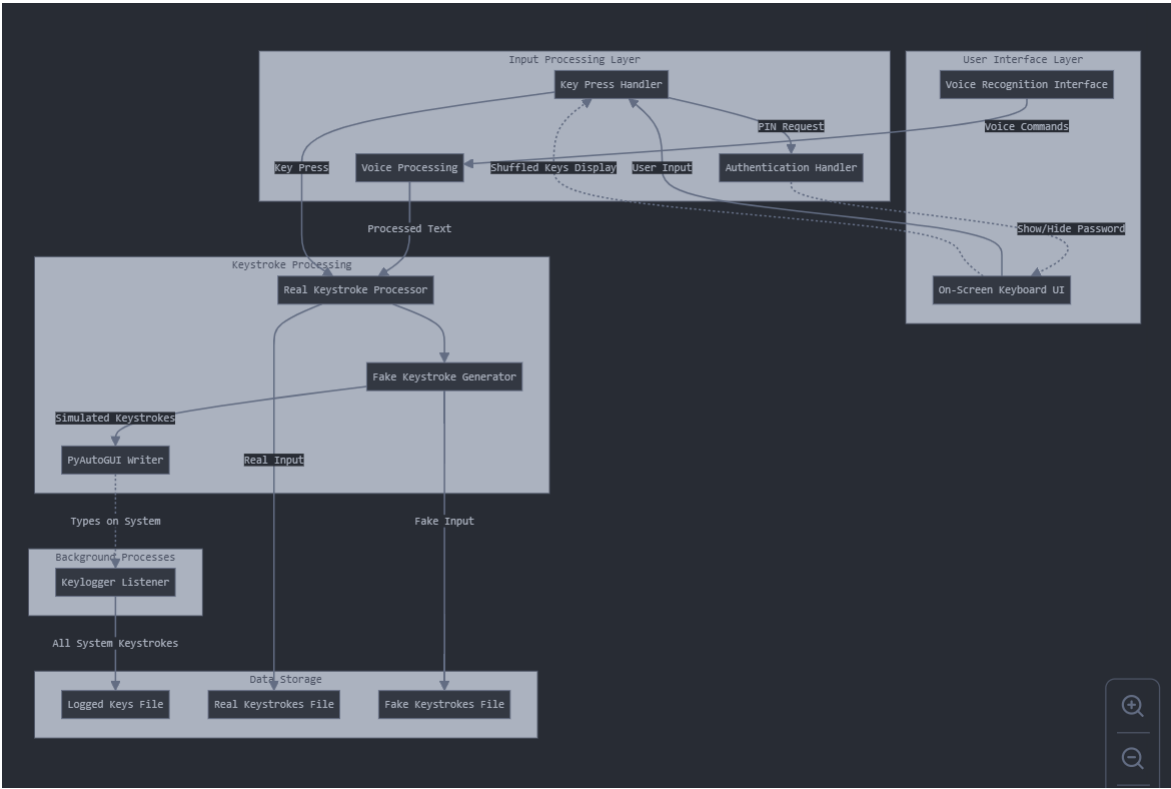 Input Processing Layer
User Interface Layer
Key Press Handler
Voice Recognition Interface
PIN Request
Voice Commands
Key Press
Voice Processing
Shuffled Keys Display
User Input
Authentication Handler
Processed Text
Show/Hide Password
Keystroke Processing
Real Keystroke Processor
On-Screen Keyboard UI
Fake Keystroke Generator
Simulated Keystrokes
PyAutoGUI Writer
Real Input
Types on System
Fake Input
Background Processes
Keylogger Listener
All System Keystrokes
Data Storage
Logged Keys File
Real Keystrokes File
Fake Keystrokes File